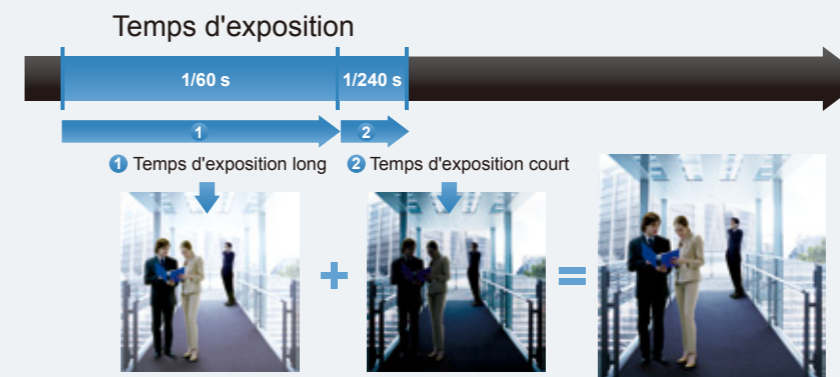 Temps d'exposition
1/60 s 1/240 s
1 2
1 Temps d'exposition long 2 Temps d'exposition court
+ =